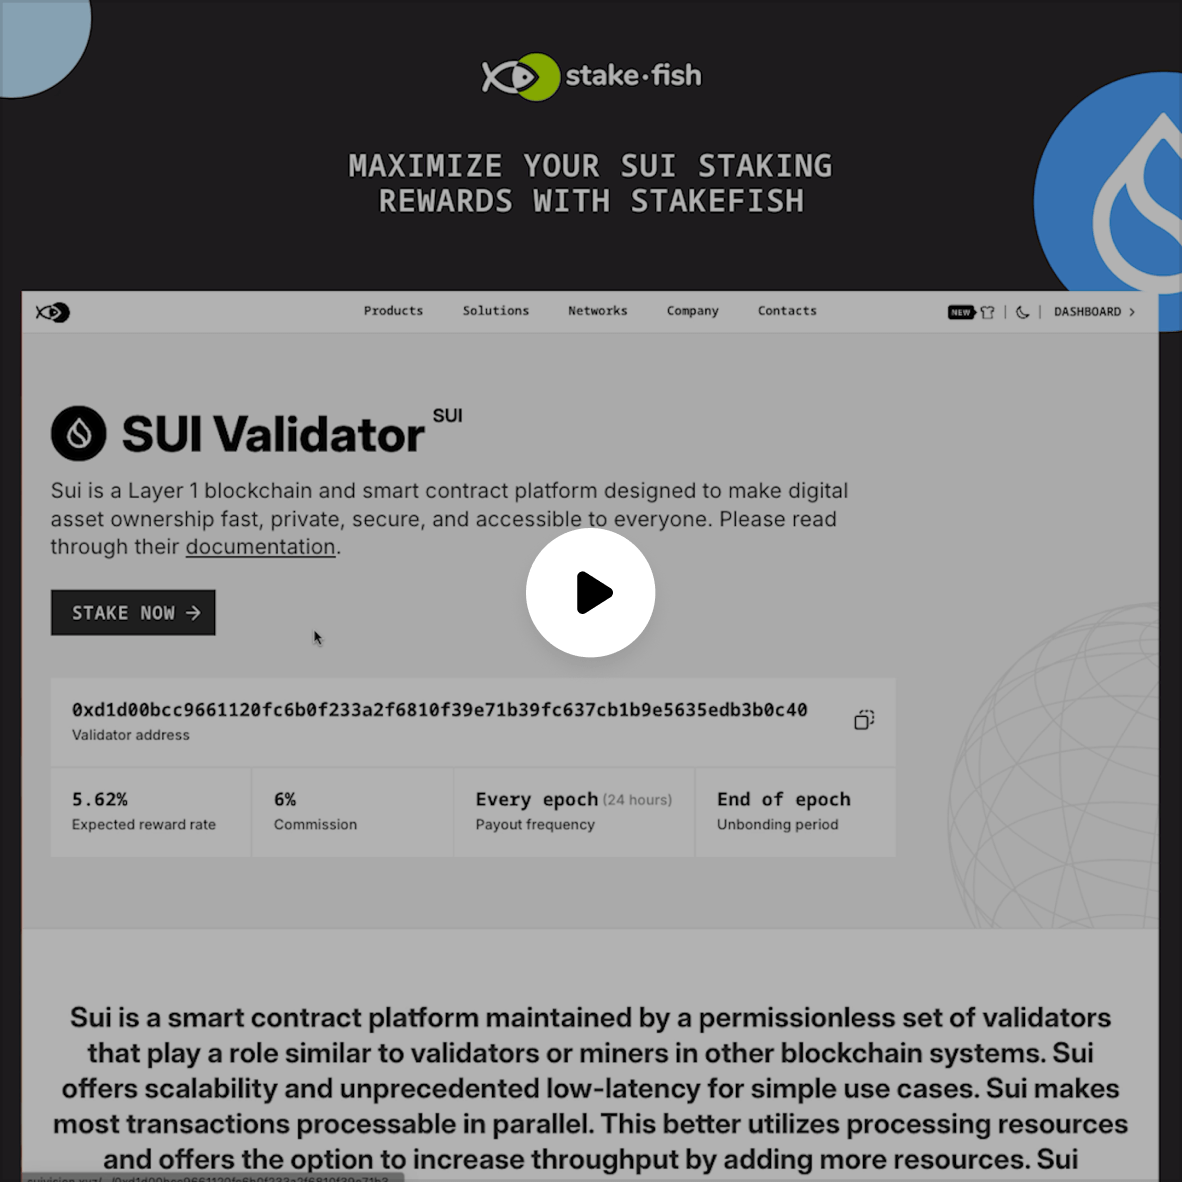 stake·fish
MAXIMIZE YOUR SUI STAKING
REWARDS WITH STAKEFISH
Products Solutions Networks Company Contacts NEW DASHBOARD
SUI Validator SUI
Sui is a Layer 1 blockchain and smart contract platform designed to make digital
asset ownership fast, private, secure, and accessible to everyone. Please read
through their documentation.
STAKE NOW
0xd1d00bcc9661120fc6b0f233a2f6810f39e71b39fc637cb1b9e5635edb3b0c40
Validator address
5.62% 6% Every epoch (24 hours) End of epoch
Expected reward rate Commission Payout frequency Unbonding period
Sui is a smart contract platform maintained by a permissionless set of validators
that play a role similar to validators or miners in other blockchain systems. Sui
offers scalability and unprecedented low-latency for simple use cases. Sui makes
most transactions processable in parallel. This better utilizes processing resources
and offers the option to increase throughput by adding more resources. Sui